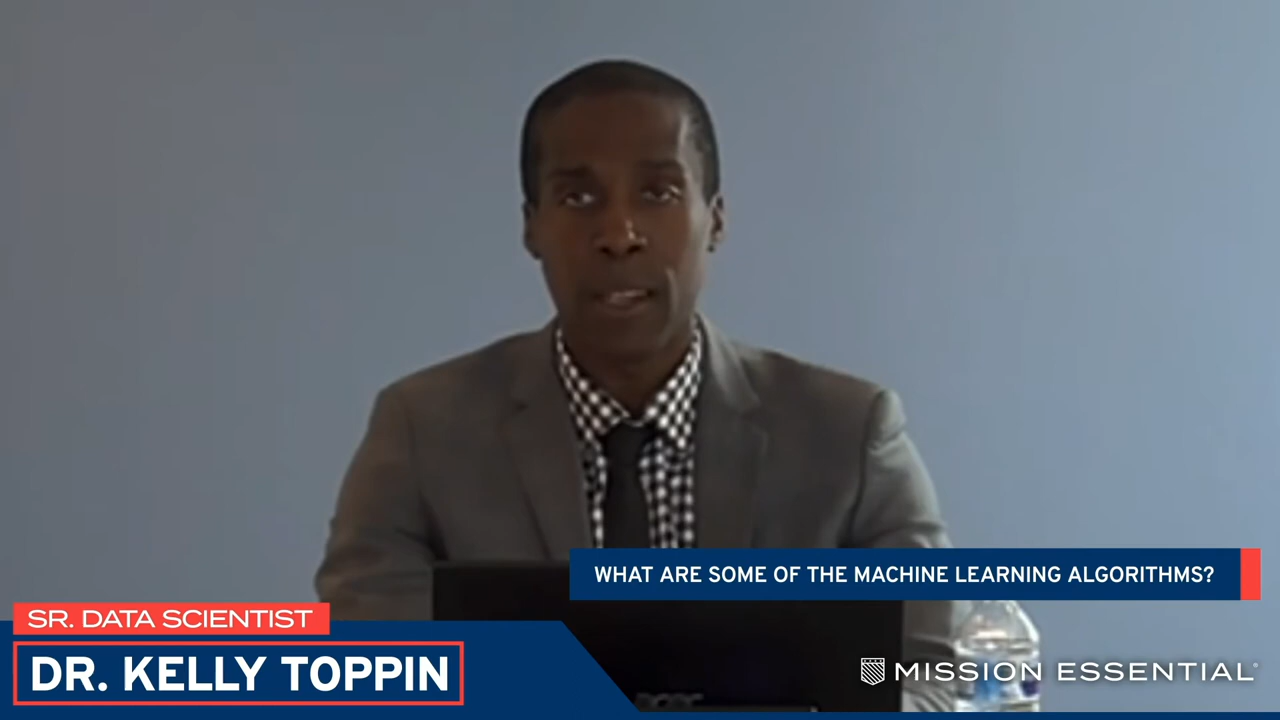 WHAT ARE SOME OF THE MACHINE LEARNING ALGORITHMS?
SR. DATA SCIENTIST
DR. KELLY TOPPIN
MISSION ESSENTIAL®